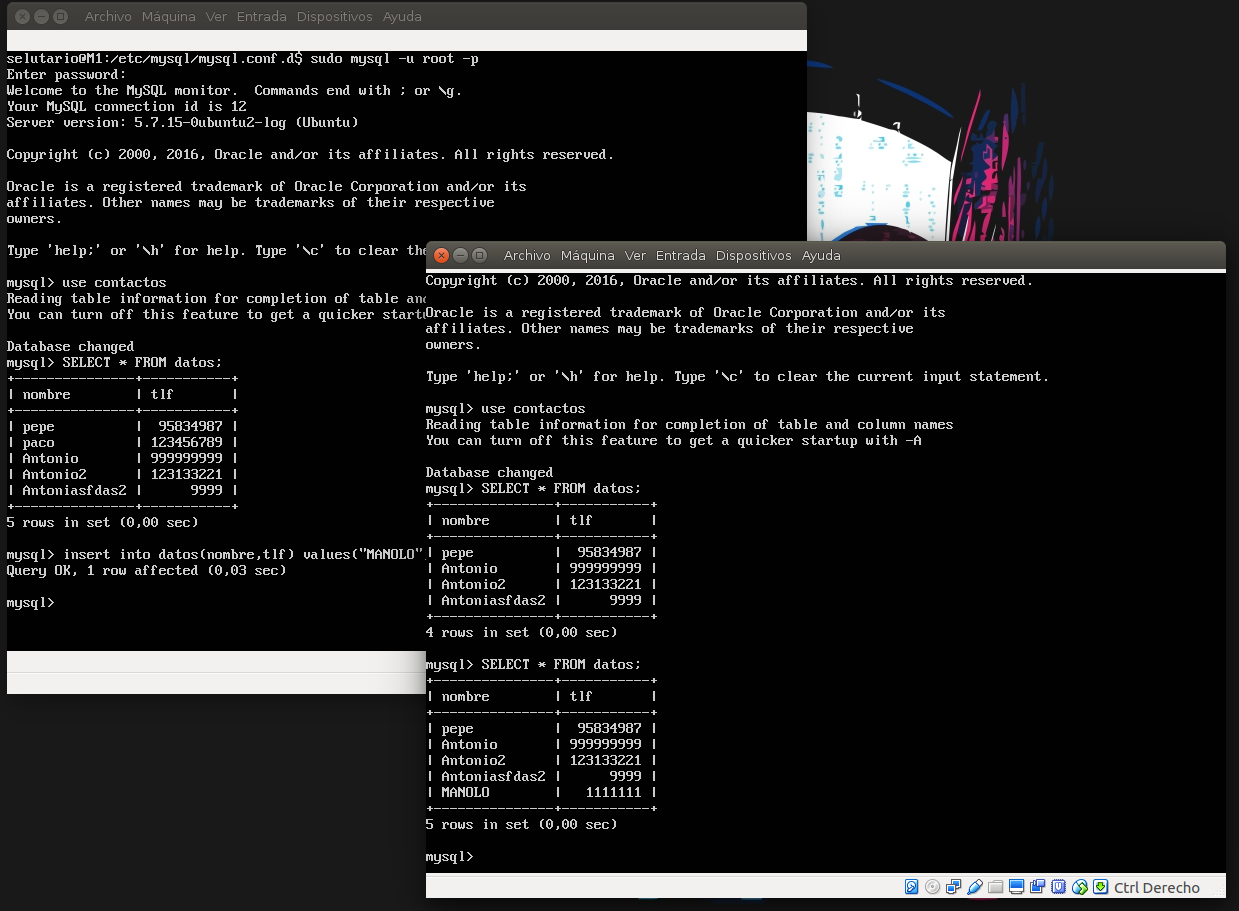 Archivo Máquina Ver Entrada Dispositivos Ayuda
selutario@M1:/etc/mysql/mysql.conf.d$ sudo mysql -u root -p
Enter password:
Welcome to the MySQL monitor.  Commands end with ; or \g.
Your MySQL connection id is 12
Server version: 5.7.15-0ubuntu2-log (Ubuntu)
Copyright (c) 2000, 2016, Oracle and/or its affiliates. All rights reserved.
Oracle is a registered trademark of Oracle Corporation and/or its
affiliates. Other names may be trademarks of their respective
owners.
Type 'help;' or '\h' for help. Type '\c' to clear the
mysql> use contactos
Reading table information for completion of table and
You can turn off this feature to get a quicker startu
Database changed
mysql> SELECT * FROM datos;
+---------------+-----------+
| nombre        | tlf       |
+---------------+-----------+
| pepe          |  95834987 |
| paco          | 123456789 |
| Antonio       | 999999999 |
| Antonio2      | 123133221 |
| Antoniasfdas2 |      9999 |
+---------------+-----------+
5 rows in set (0,00 sec)
mysql> insert into datos(nombre,tlf) values("MANOLO"
Query OK, 1 row affected (0,03 sec)
mysql>
Archivo Máquina Ver Entrada Dispositivos Ayuda
Copyright (c) 2000, 2016, Oracle and/or its affiliates. All rights reserved.
Oracle is a registered trademark of Oracle Corporation and/or its
affiliates. Other names may be trademarks of their respective
owners.
Type 'help;' or '\h' for help. Type '\c' to clear the current input statement.
mysql> use contactos
Reading table information for completion of table and column names
You can turn off this feature to get a quicker startup with -A
Database changed
mysql> SELECT * FROM datos;
+---------------+-----------+
| nombre        | tlf       |
+---------------+-----------+
| pepe          |  95834987 |
| Antonio       | 999999999 |
| Antonio2      | 123133221 |
| Antoniasfdas2 |      9999 |
+---------------+-----------+
4 rows in set (0,00 sec)
mysql> SELECT * FROM datos;
+---------------+-----------+
| nombre        | tlf       |
+---------------+-----------+
| pepe          |  95834987 |
| Antonio       | 999999999 |
| Antonio2      | 123133221 |
| Antoniasfdas2 |      9999 |
| MANOLO        |   1111111 |
+---------------+-----------+
5 rows in set (0,00 sec)
mysql>
Ctrl Derecho